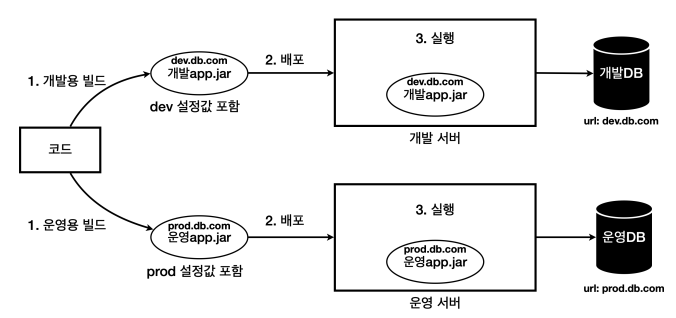 1. 개발용 빌드
dev.db.com
개발app.jar
dev 설정값 포함
2. 배포
3. 실행
dev.db.com
개발app.jar
개발 서버
개발DB
url: dev.db.com
코드
1. 운영용 빌드
prod.db.com
운영app.jar
prod 설정값 포함
2. 배포
3. 실행
prod.db.com
운영app.jar
운영 서버
운영DB
url: prod.db.com